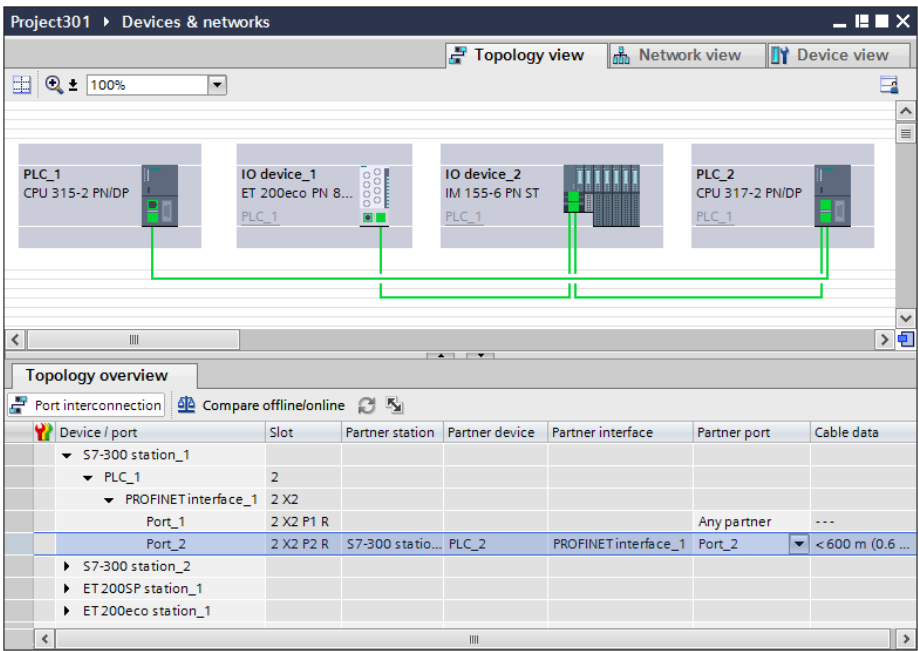 Project301 ▸ Devices & networks
Topology view Network view Device view
100%
PLC_1 IO device_1 IO device_2 PLC_2
CPU 315-2 PN/DP ET 200eco PN 8... IM 155-6 PN ST CPU 317-2 PN/DP
PLC_1 PLC_1 PLC_1
Topology overview
Port interconnection Compare offline/online
Device / port Slot Partner station Partner device Partner interface Partner port Cable data
S7-300 station_1
PLC_1 2
PROFINET interface_1 2 X2
Port_1 2 X2 P1 R Any partner ---
Port_2 2 X2 P2 R S7-300 statio... PLC_2 PROFINET interface_1 Port_2 < 600 m (0.6 ...
S7-300 station_2
ET 200SP station_1
ET 200eco station_1